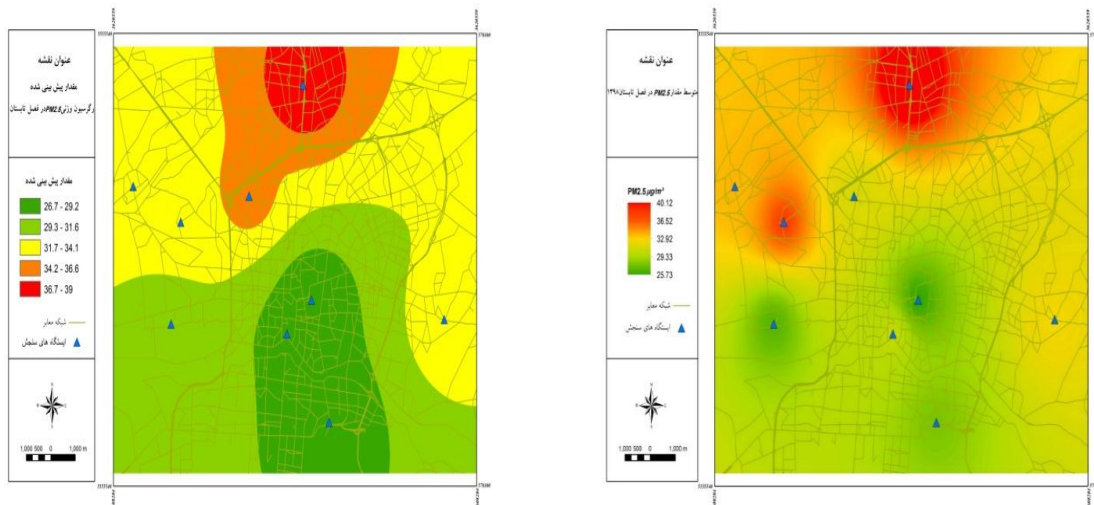 عنوان نقشه
مقدار پیش بینی شده
رگرسیون وزنی PM2.5 در فصل تابستان
مقدار پیش بینی شده
26.7 - 29.2
29.3 - 31.6
31.7 - 34.1
34.2 - 36.6
36.7 - 39
شبکه معابر
ایستگاه های سنجش
N
1,000 500 0 1,000 m
عنوان نقشه
متوسط مقدار PM2.5 در فصل تابستان ۱۳۹۸
PM2.5 µg/m³
40.12
36.52
32.92
29.33
25.73
شبکه معابر
ایستگاه های سنجش
N
1,000 500 0 1,000 m